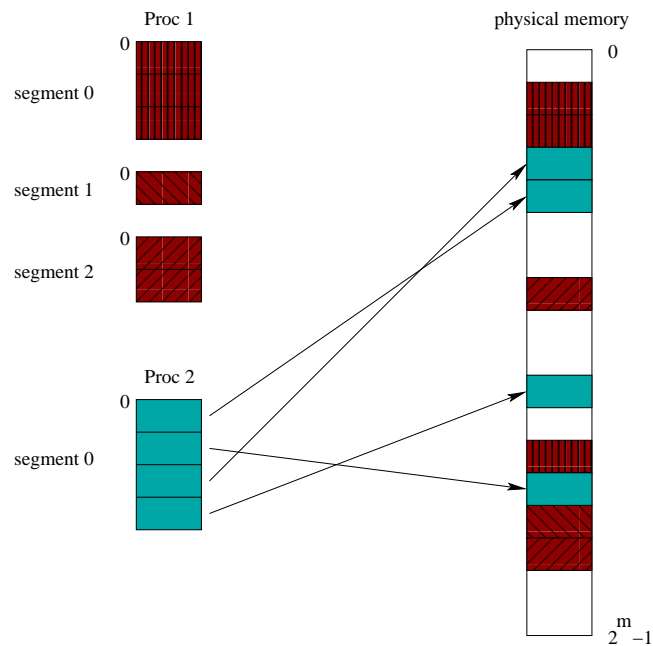 Proc 1
physical memory
0
0
segment 0
0
segment 1
0
segment 2
Proc 2
0
segment 0
m
2 −1